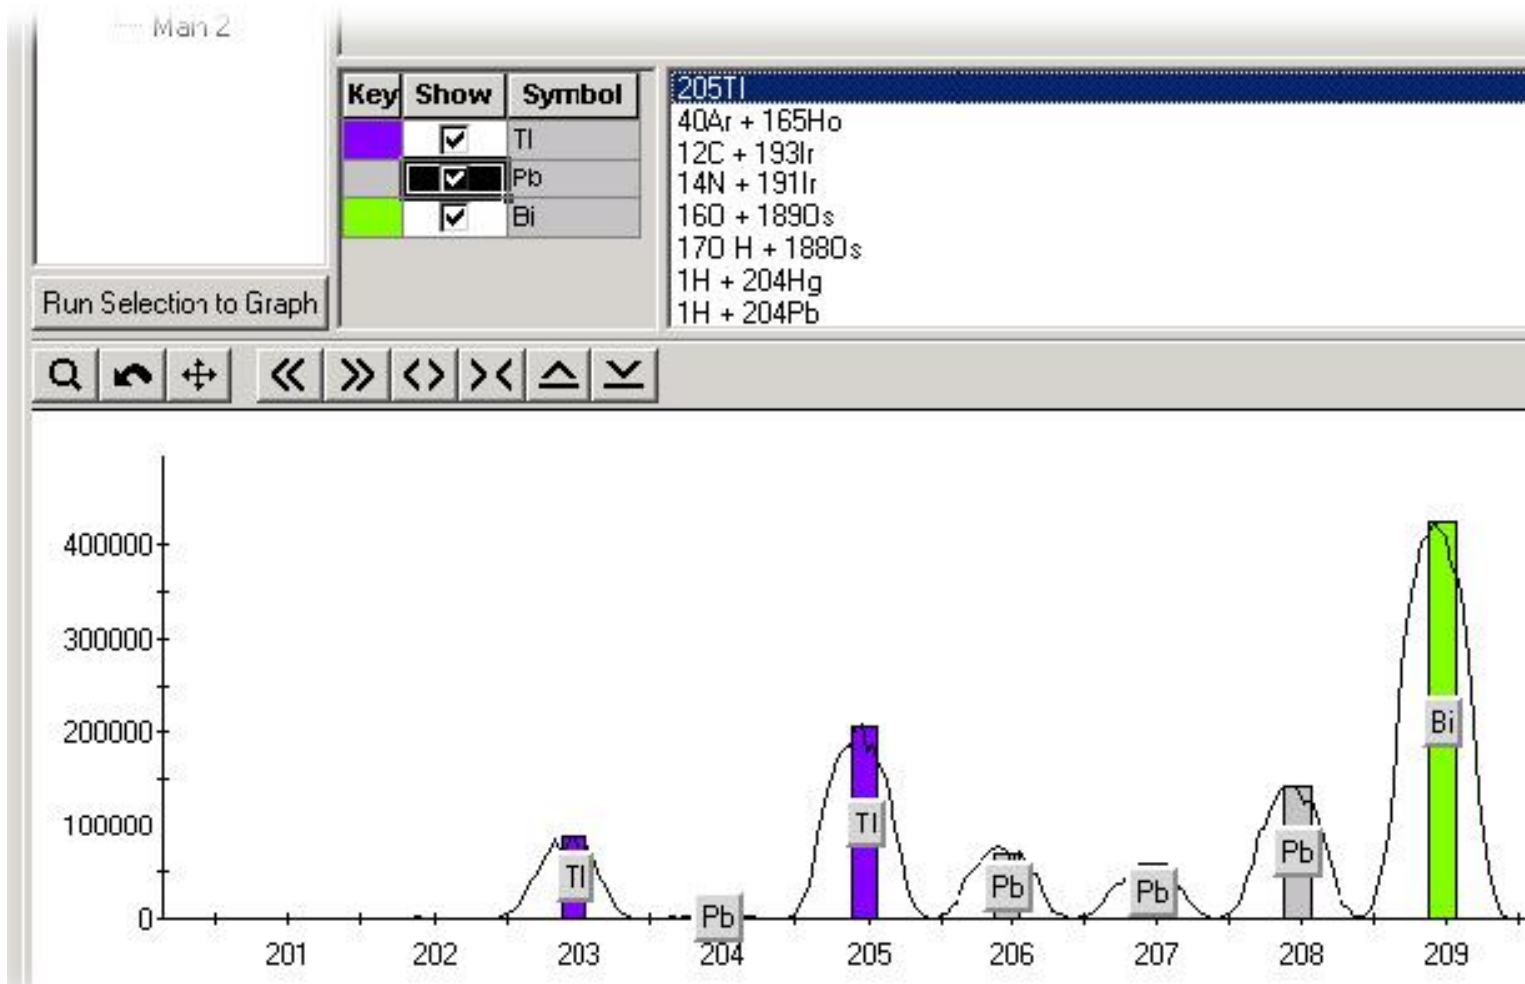 Main 2
Key Show Symbol
Tl
Pb
Bi
205Tl
40Ar + 165Ho
12C + 193Ir
14N + 191Ir
16O + 189Os
17O H + 188Os
1H + 204Hg
1H + 204Pb
Run Selection to Graph
400000
300000
200000
100000
0
Tl
Pb
Tl
Pb
Pb
Pb
Bi
201 202 203 204 205 206 207 208 209